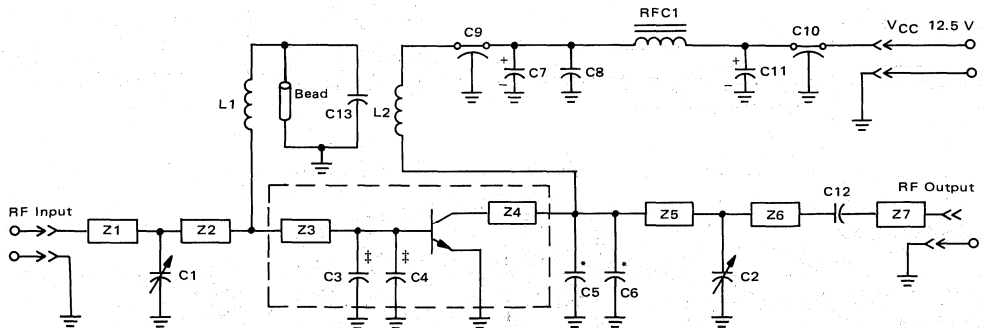 RFC1
C9
C10
VCC 12.5 V
+
C7
−
C8
+
C11
−
L1
Bead
C13
L2
C12
RF Output
RF Input
Z1
Z2
Z3
Z4
Z5
Z6
Z7
C1
‡
C3
‡
C4
*
C5
*
C6
C2